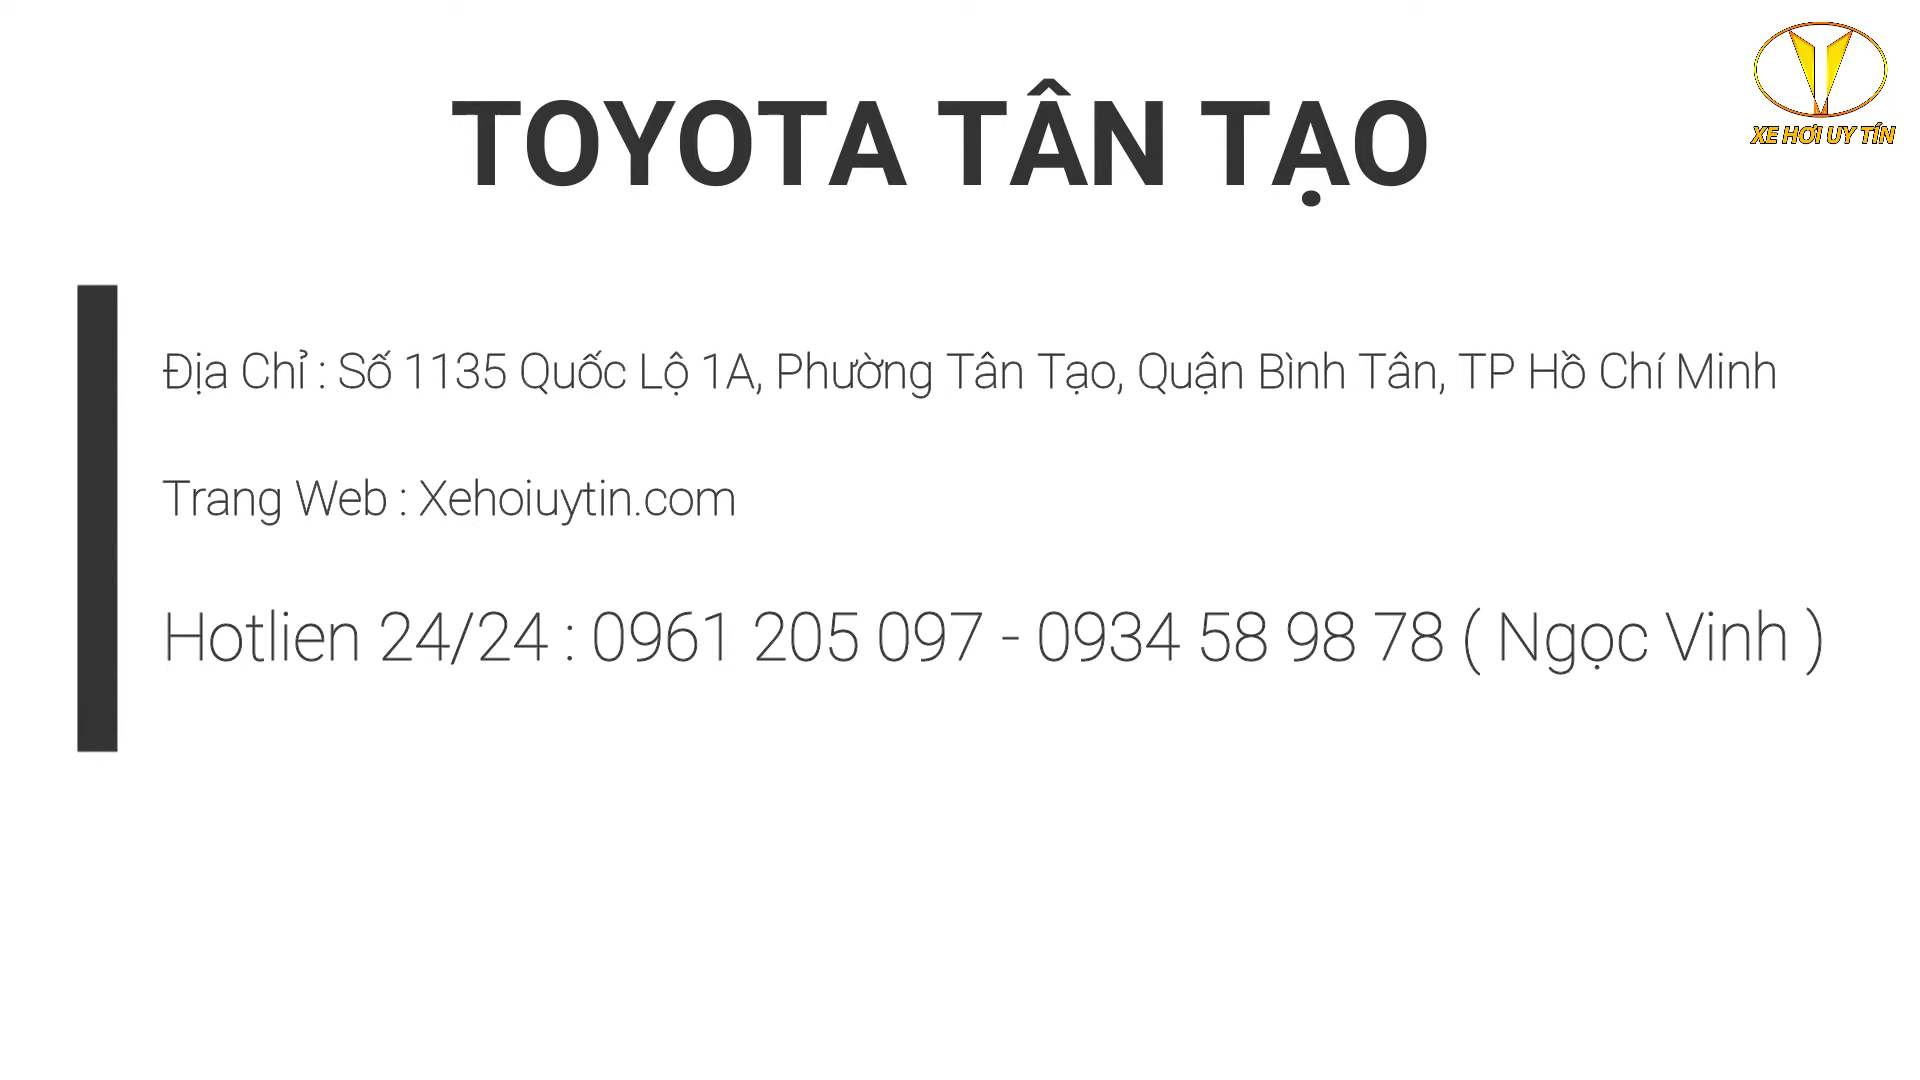 XE HƠI UY TÍN
TOYOTA TÂN TẠO
Địa Chỉ : Số 1135 Quốc Lộ 1A, Phường Tân Tạo, Quận Bình Tân, TP Hồ Chí Minh
Trang Web : Xehoiuytin.com
Hotlien 24/24 : 0961 205 097 - 0934 58 98 78 ( Ngọc Vinh )